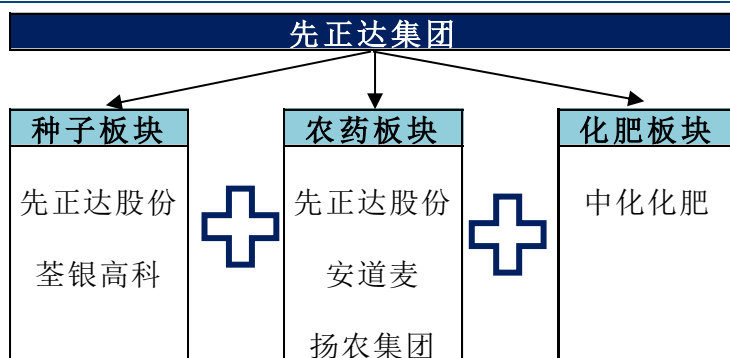 先正达集团
种子板块
农药板块
化肥板块
先正达股份
荃银高科
先正达股份
安道麦
扬农集团
中化化肥